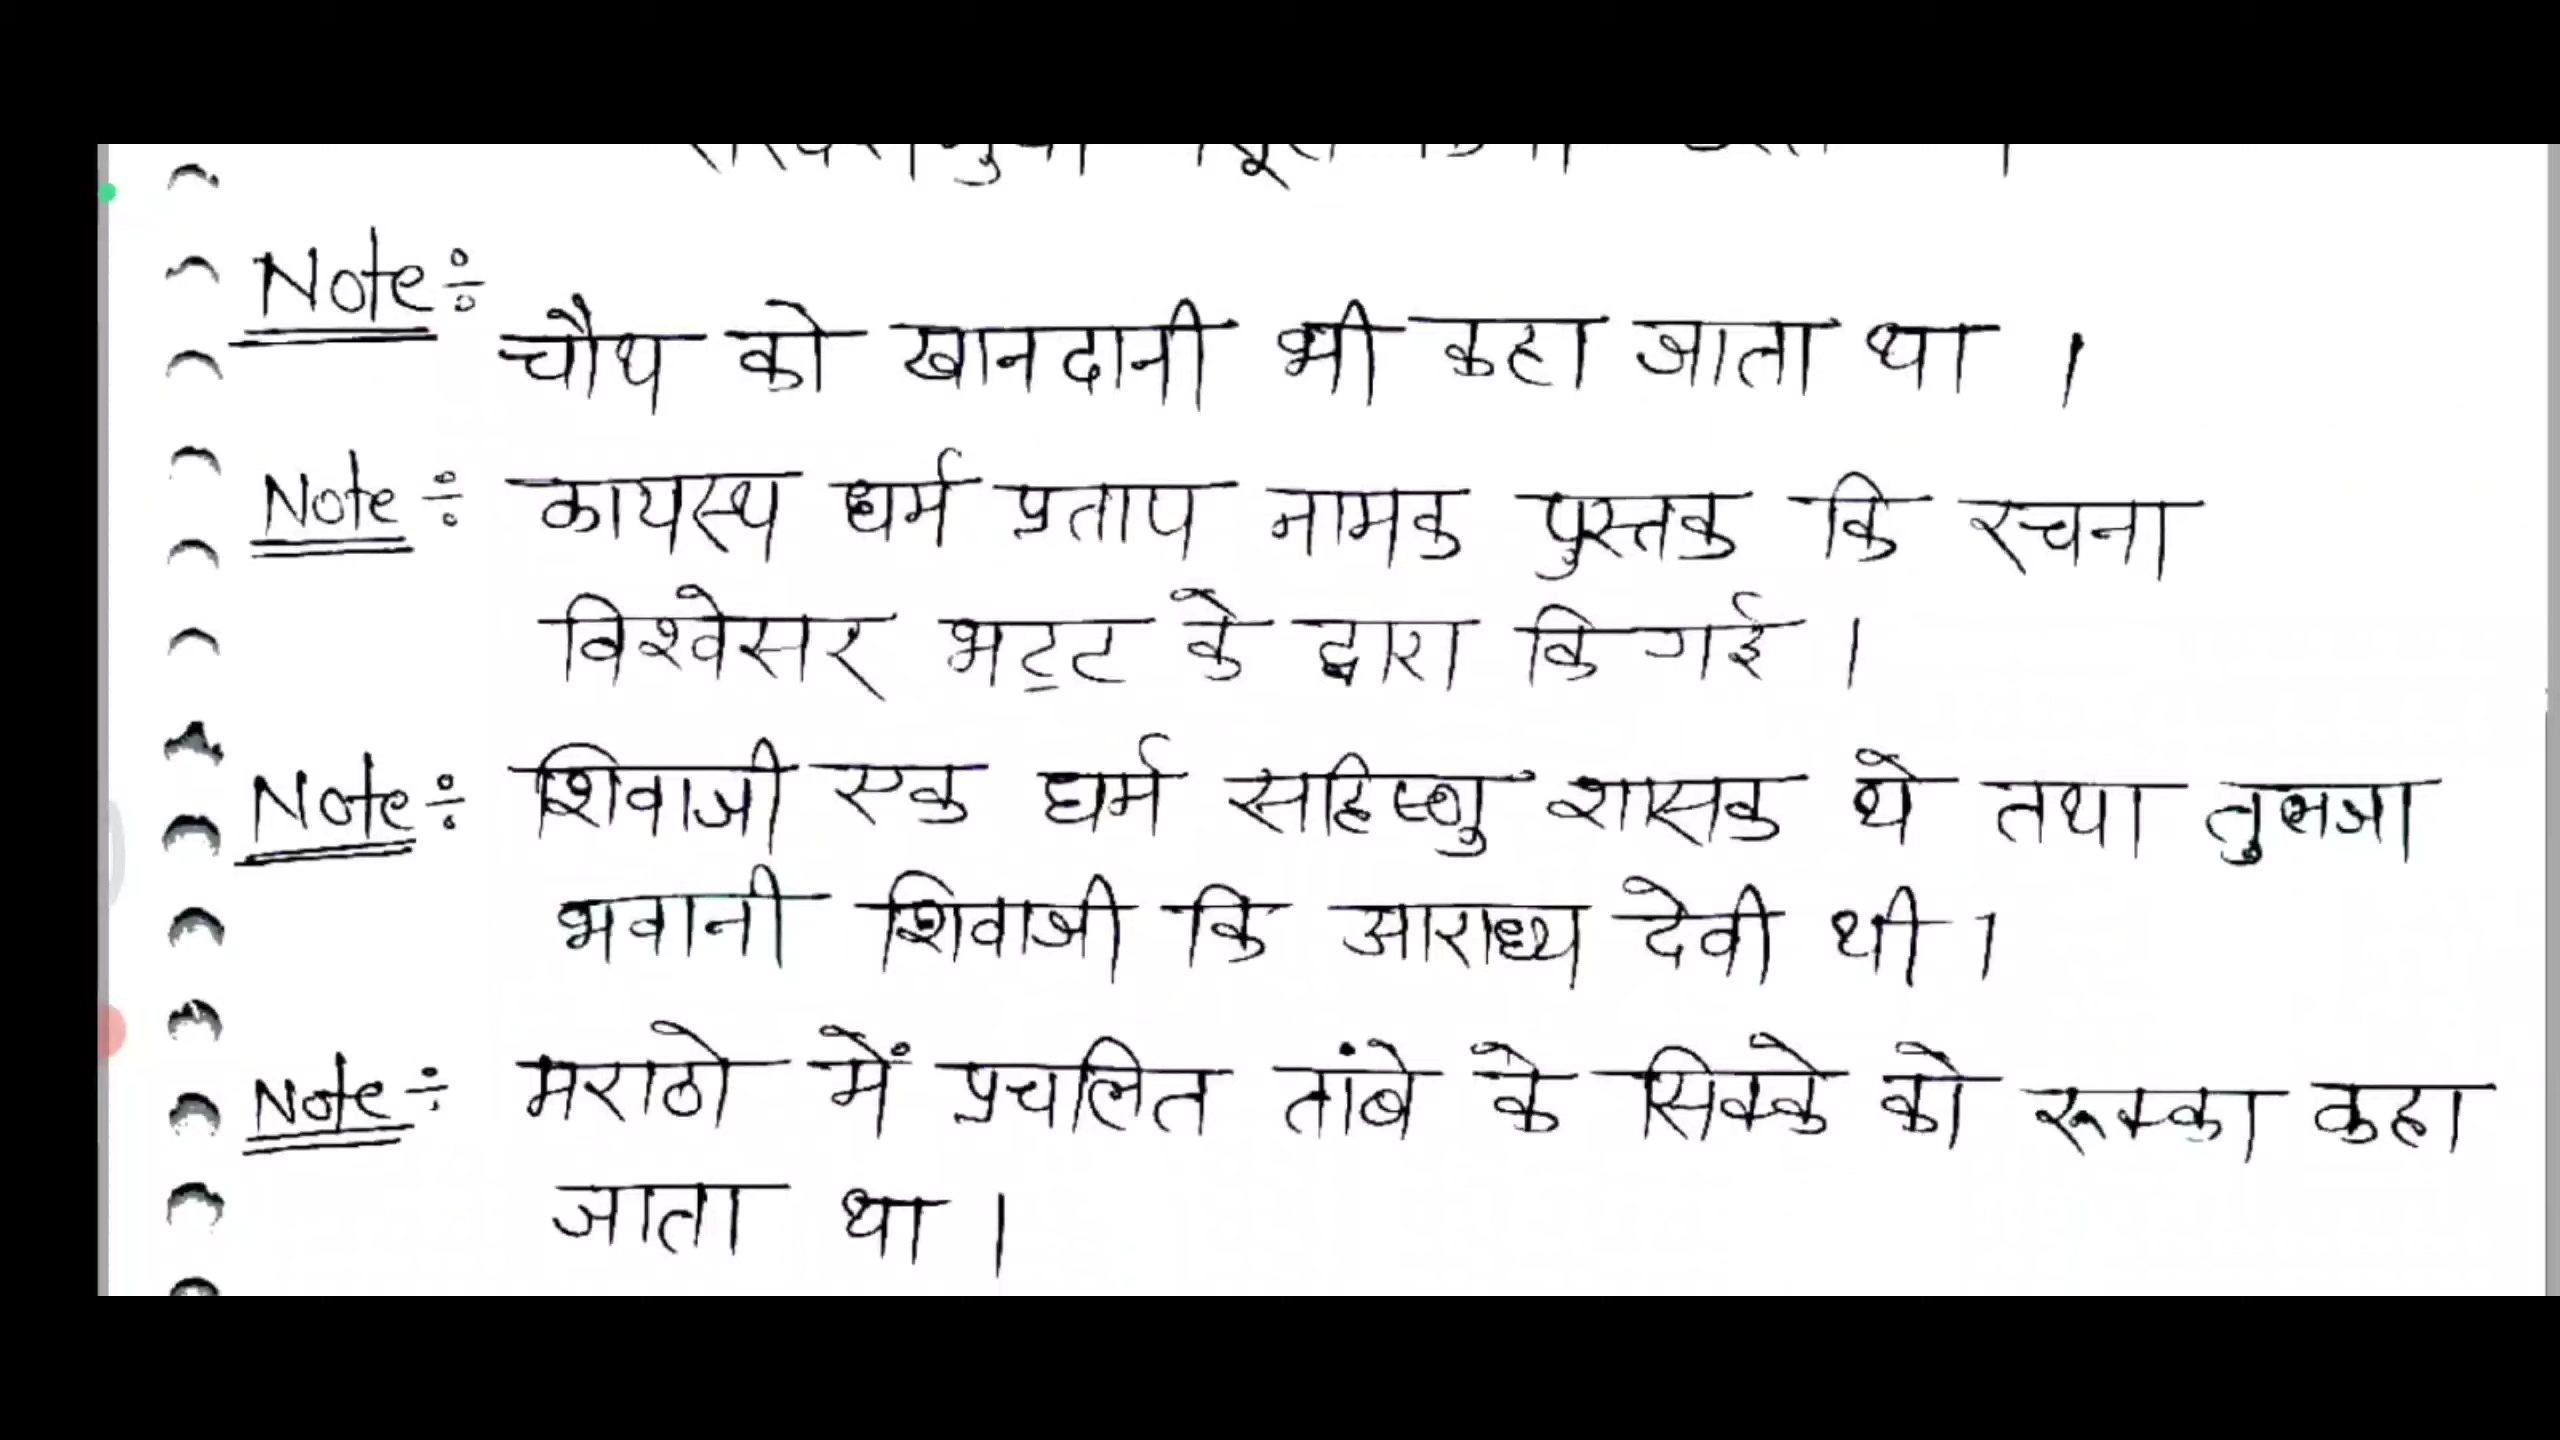 Note÷
चौथ को खानदानी भी कहा जाता था ।
Note ÷ कायस्थ धर्म प्रताप नामक पुस्तक कि रचना
विश्वेसर भट्ट के द्वारा कि गई ।
Note ÷ शिवाजी एक धर्म सहिष्णु शासक थे तथा तुलजा
भवानी शिवाजी कि आराध्य देवी थी ।
Note ÷ मराठो में प्रचलित तांबे के सिक्के को रूक्का कहा
जाता था ।